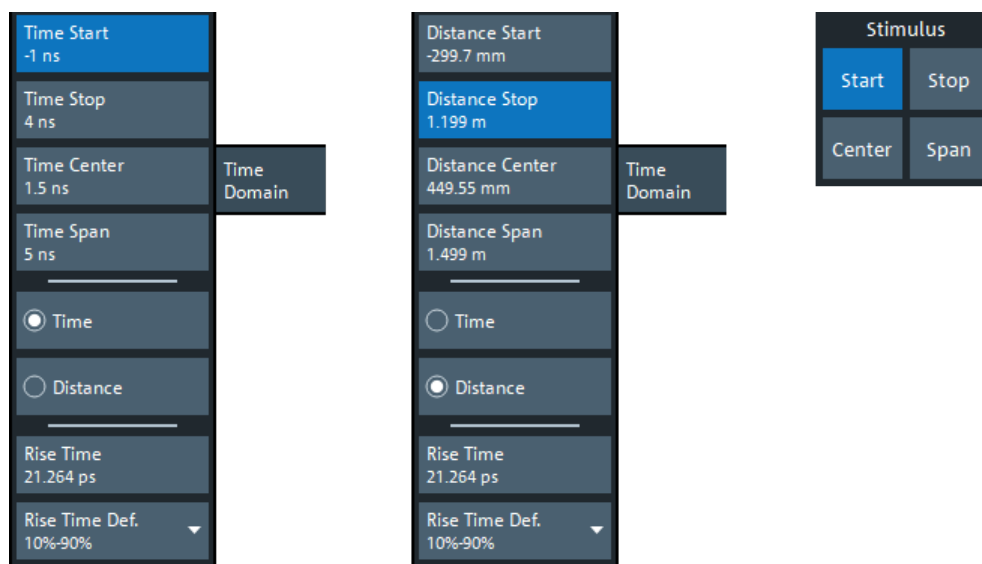 Time Start
-1 ns
Time Stop
4 ns
Time Center
1.5 ns
Time Span
5 ns
Time
Distance
Rise Time
21.264 ps
Rise Time Def.
10%-90%
Time
Domain
Distance Start
-299.7 mm
Distance Stop
1.199 m
Distance Center
449.55 mm
Distance Span
1.499 m
Time
Distance
Rise Time
21.264 ps
Rise Time Def.
10%-90%
Time
Domain
Stimulus
Start Stop
Center Span